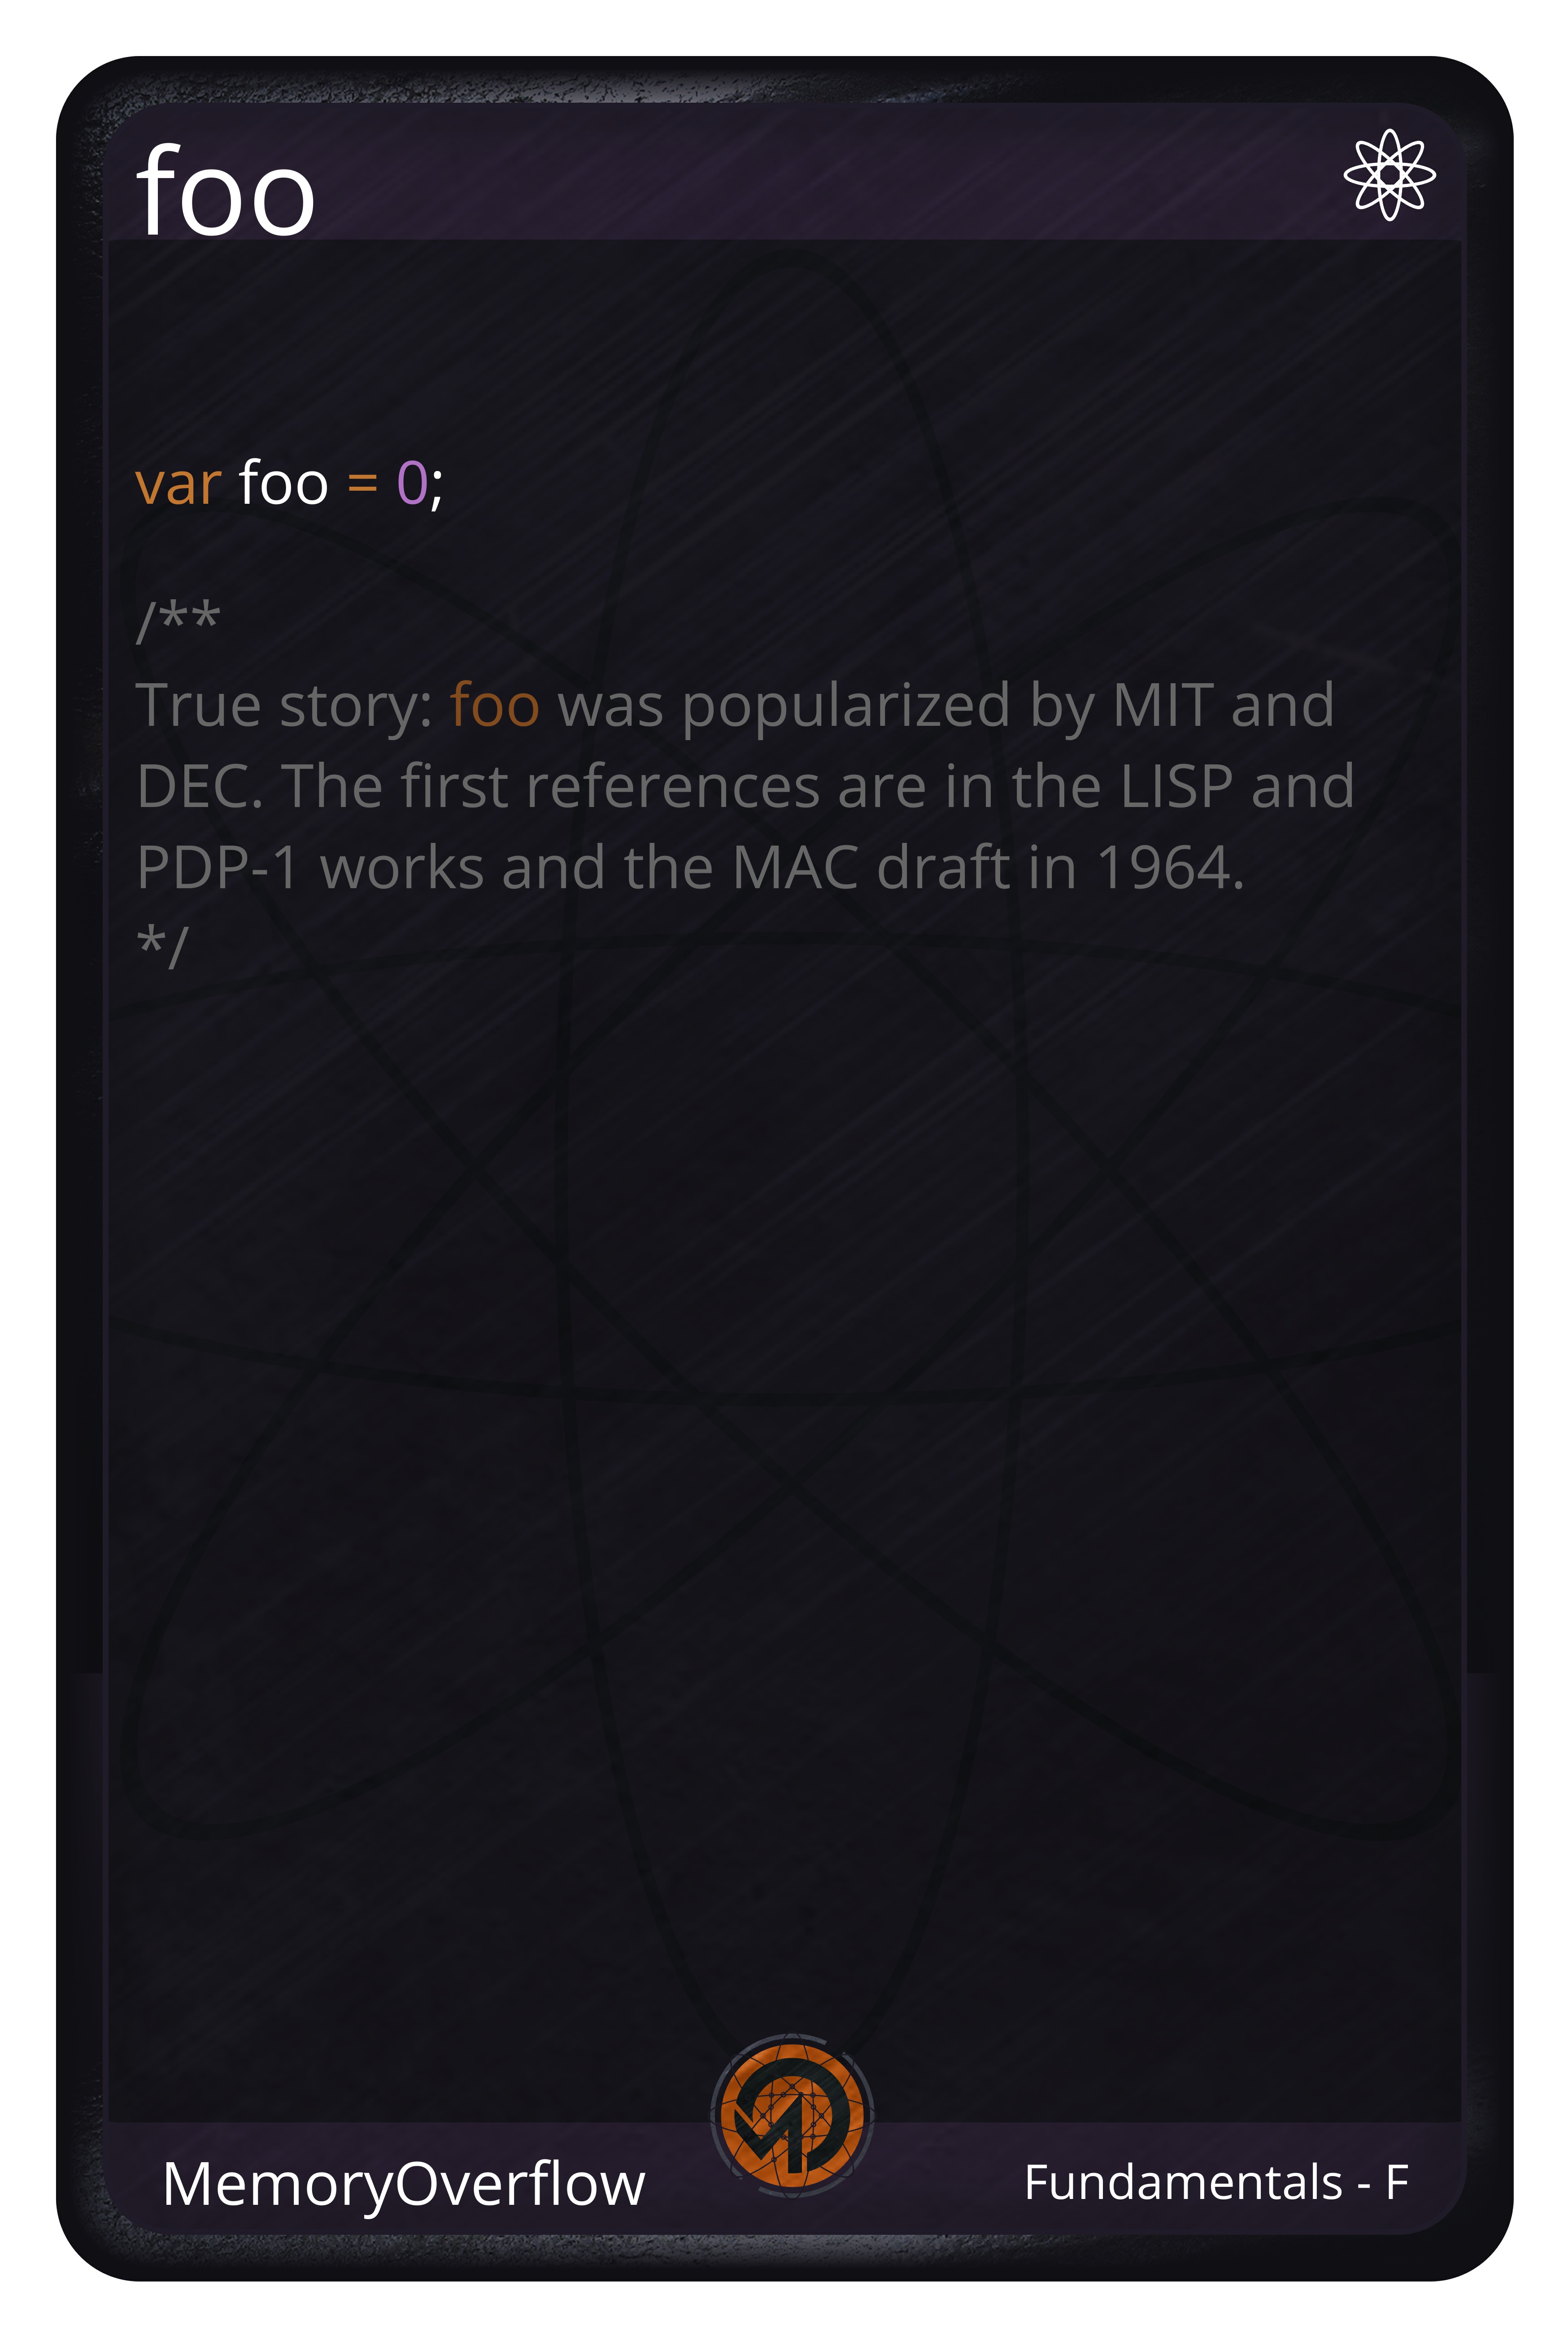 foo
var foo = 0;
/**
True story: foo was popularized by MIT and
DEC. The first references are in the LISP and
PDP-1 works and the MAC draft in 1964.
*/
MemoryOverflow
Fundamentals - F